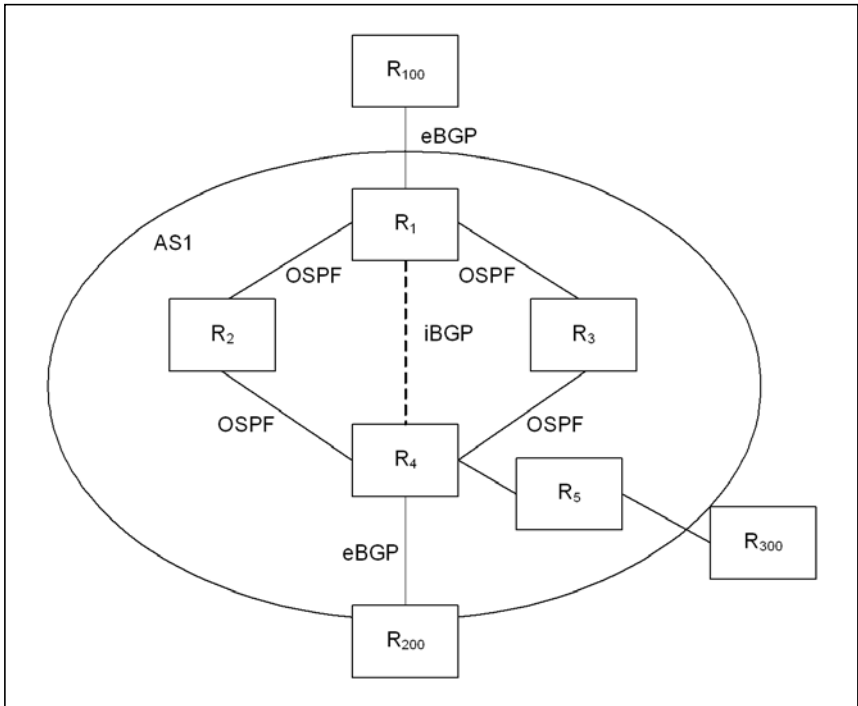 R100
eBGP
R1
AS1
OSPF
OSPF
R2
iBGP
R3
OSPF
OSPF
R4
R5
eBGP
R300
R200